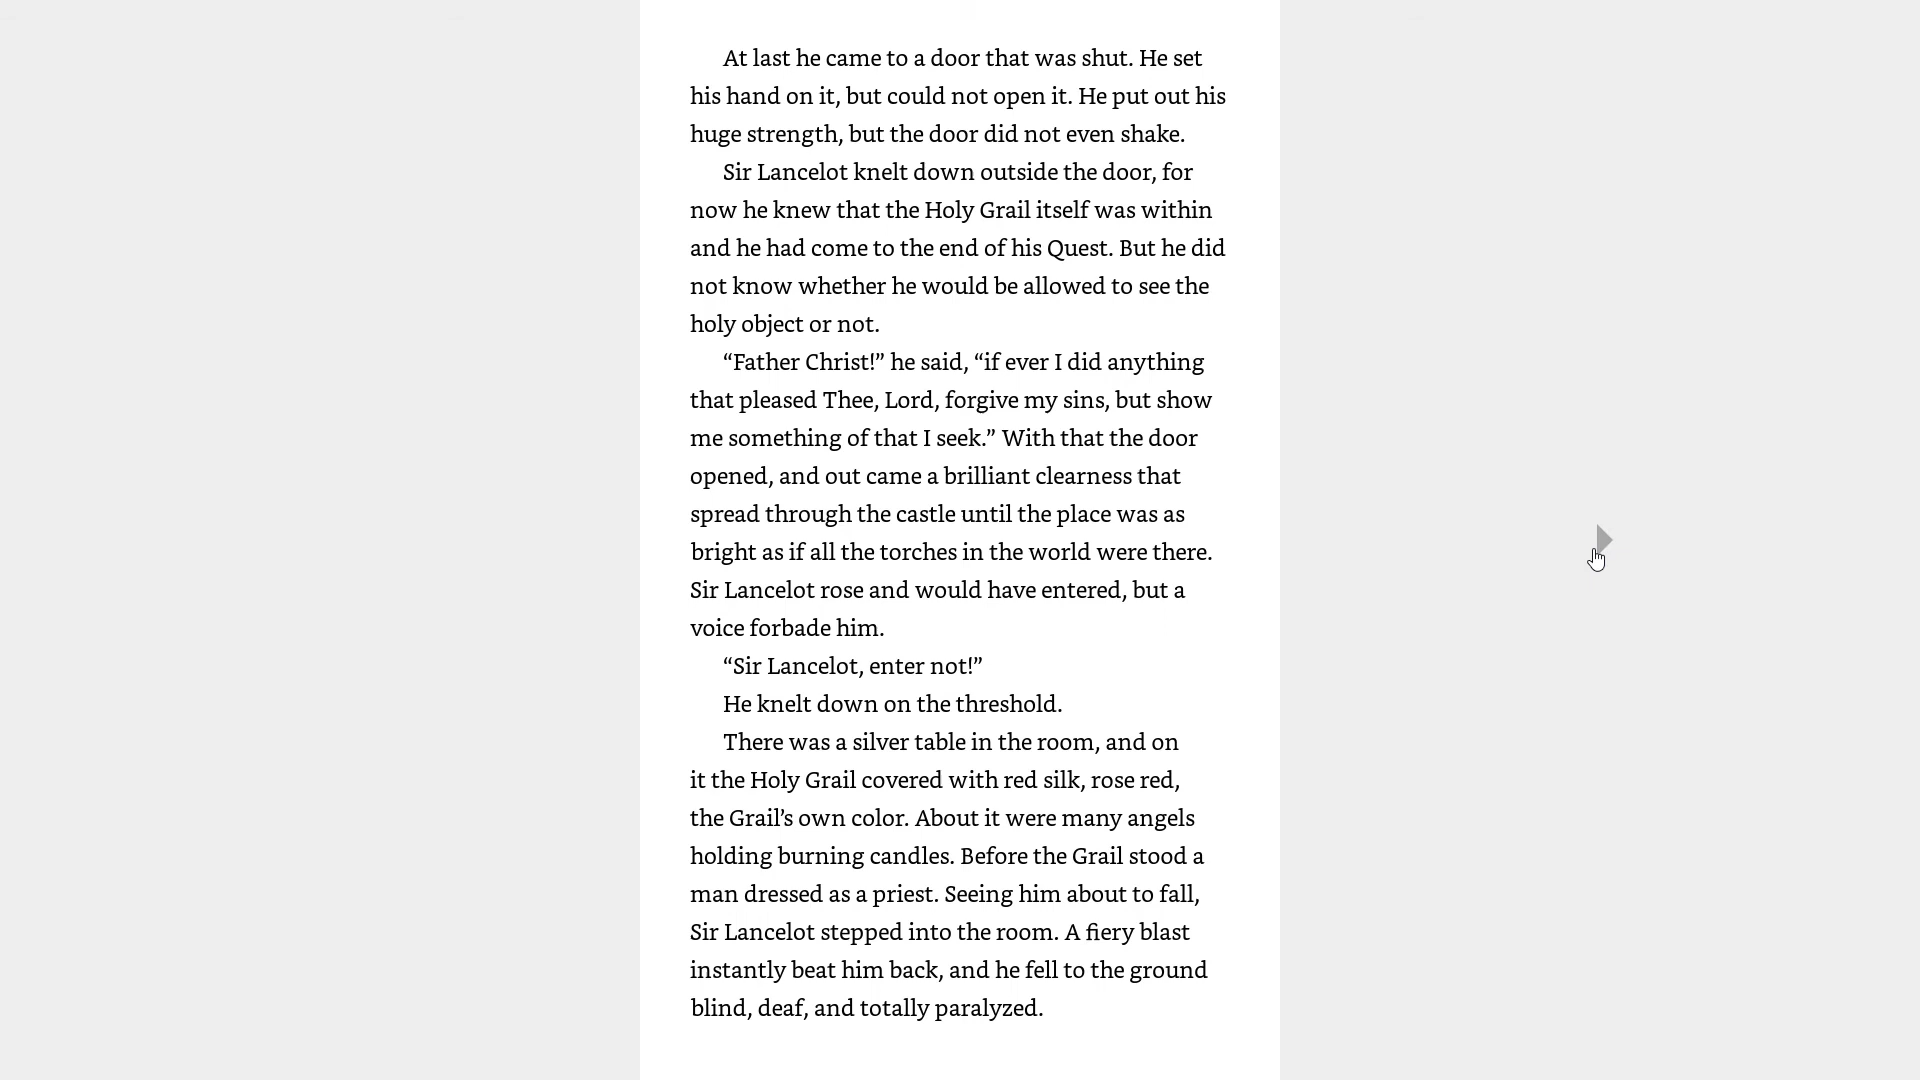 At last he came to a door that was shut. He set
his hand on it, but could not open it. He put out his
huge strength, but the door did not even shake.
Sir Lancelot knelt down outside the door, for
now he knew that the Holy Grail itself was within
and he had come to the end of his Quest. But he did
not know whether he would be allowed to see the
holy object or not.
“Father Christ!” he said, “if ever I did anything
that pleased Thee, Lord, forgive my sins, but show
me something of that I seek.” With that the door
opened, and out came a brilliant clearness that
spread through the castle until the place was as
bright as if all the torches in the world were there.
Sir Lancelot rose and would have entered, but a
voice forbade him.
“Sir Lancelot, enter not!”
He knelt down on the threshold.
There was a silver table in the room, and on
it the Holy Grail covered with red silk, rose red,
the Grail’s own color. About it were many angels
holding burning candles. Before the Grail stood a
man dressed as a priest. Seeing him about to fall,
Sir Lancelot stepped into the room. A fiery blast
instantly beat him back, and he fell to the ground
blind, deaf, and totally paralyzed.